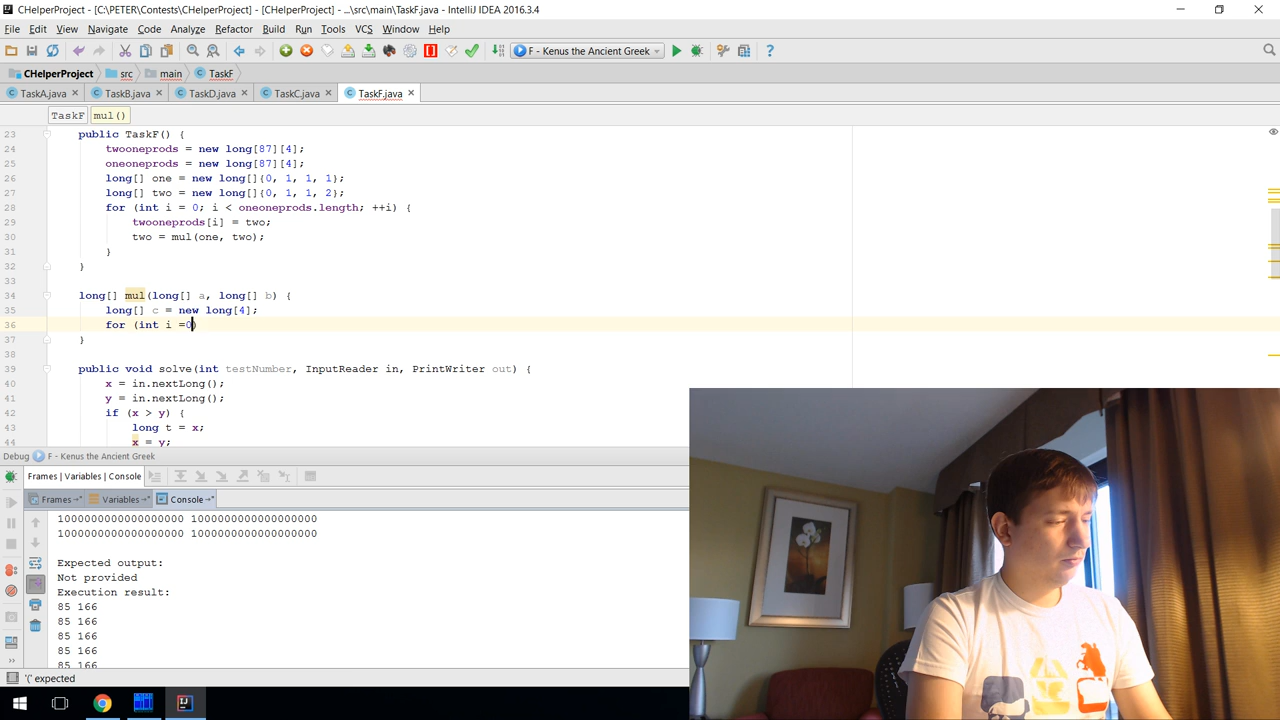 CHelperProject - [C:\PETER\Contests\CHelperProject] - ...\src\main\TaskF.java - IntelliJ IDEA 2016.3.4
File Edit View Navigate Code Analyze Refactor Build Run Tools VCS Window Help
F - Kenus the Ancient Greek
CHelperProject src main TaskF
TaskA.java TaskB.java TaskD.java TaskC.java TaskF.java
TaskF mul()
23 public TaskF() {
24 twooneprods = new long[87][4];
25 oneoneprods = new long[87][4];
26 long[] one = new long[]{0, 1, 1, 1};
27 long[] two = new long[]{0, 1, 1, 2};
28 for (int i = 0; i < oneoneprods.length; ++i) {
29 twooneprods[i] = two;
30 two = mul(one, two);
31 }
32 }
33
34 long[] mul(long[] a, long[] b) {
35 long[] c = new long[4];
36 for (int i =0)
37 }
38
39 public void solve(int testNumber, InputReader in, PrintWriter out) {
40 x = in.nextLong();
41 y = in.nextLong();
42 if (x > y) {
43 long t = x;
44 x = y;
Debug F - Kenus the Ancient Greek
Frames | Variables | Console
Frames Variables Console
1000000000000000000 1000000000000000000
1000000000000000000 1000000000000000000
Expected output:
Not provided
Execution result:
85 166
85 166
85 166
85 166
85 166
'(' expected